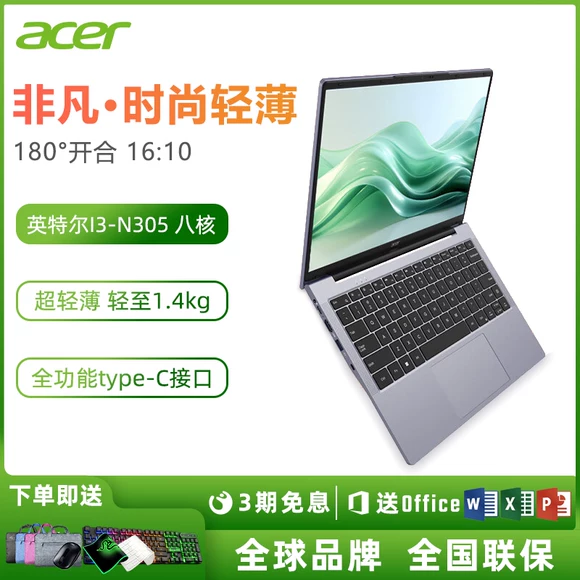 acer
非凡·时尚轻薄
180°开合 16:10
英特尔I3-N305 八核
超轻薄 轻至1.4kg
全功能type-C接口
下单即送
3期免息
送Office W X P
全球品牌 全国联保